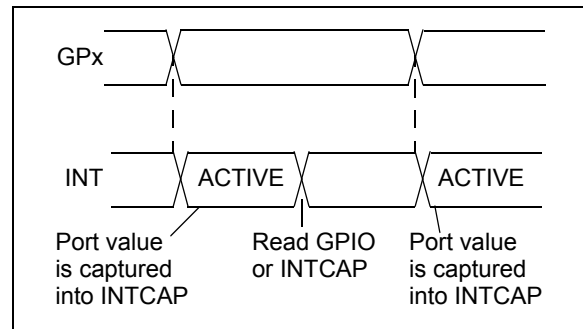 GPx
INT
ACTIVE
ACTIVE
Port value
is captured
into INTCAP
Read GPIO
or INTCAP
Port value
is captured
into INTCAP